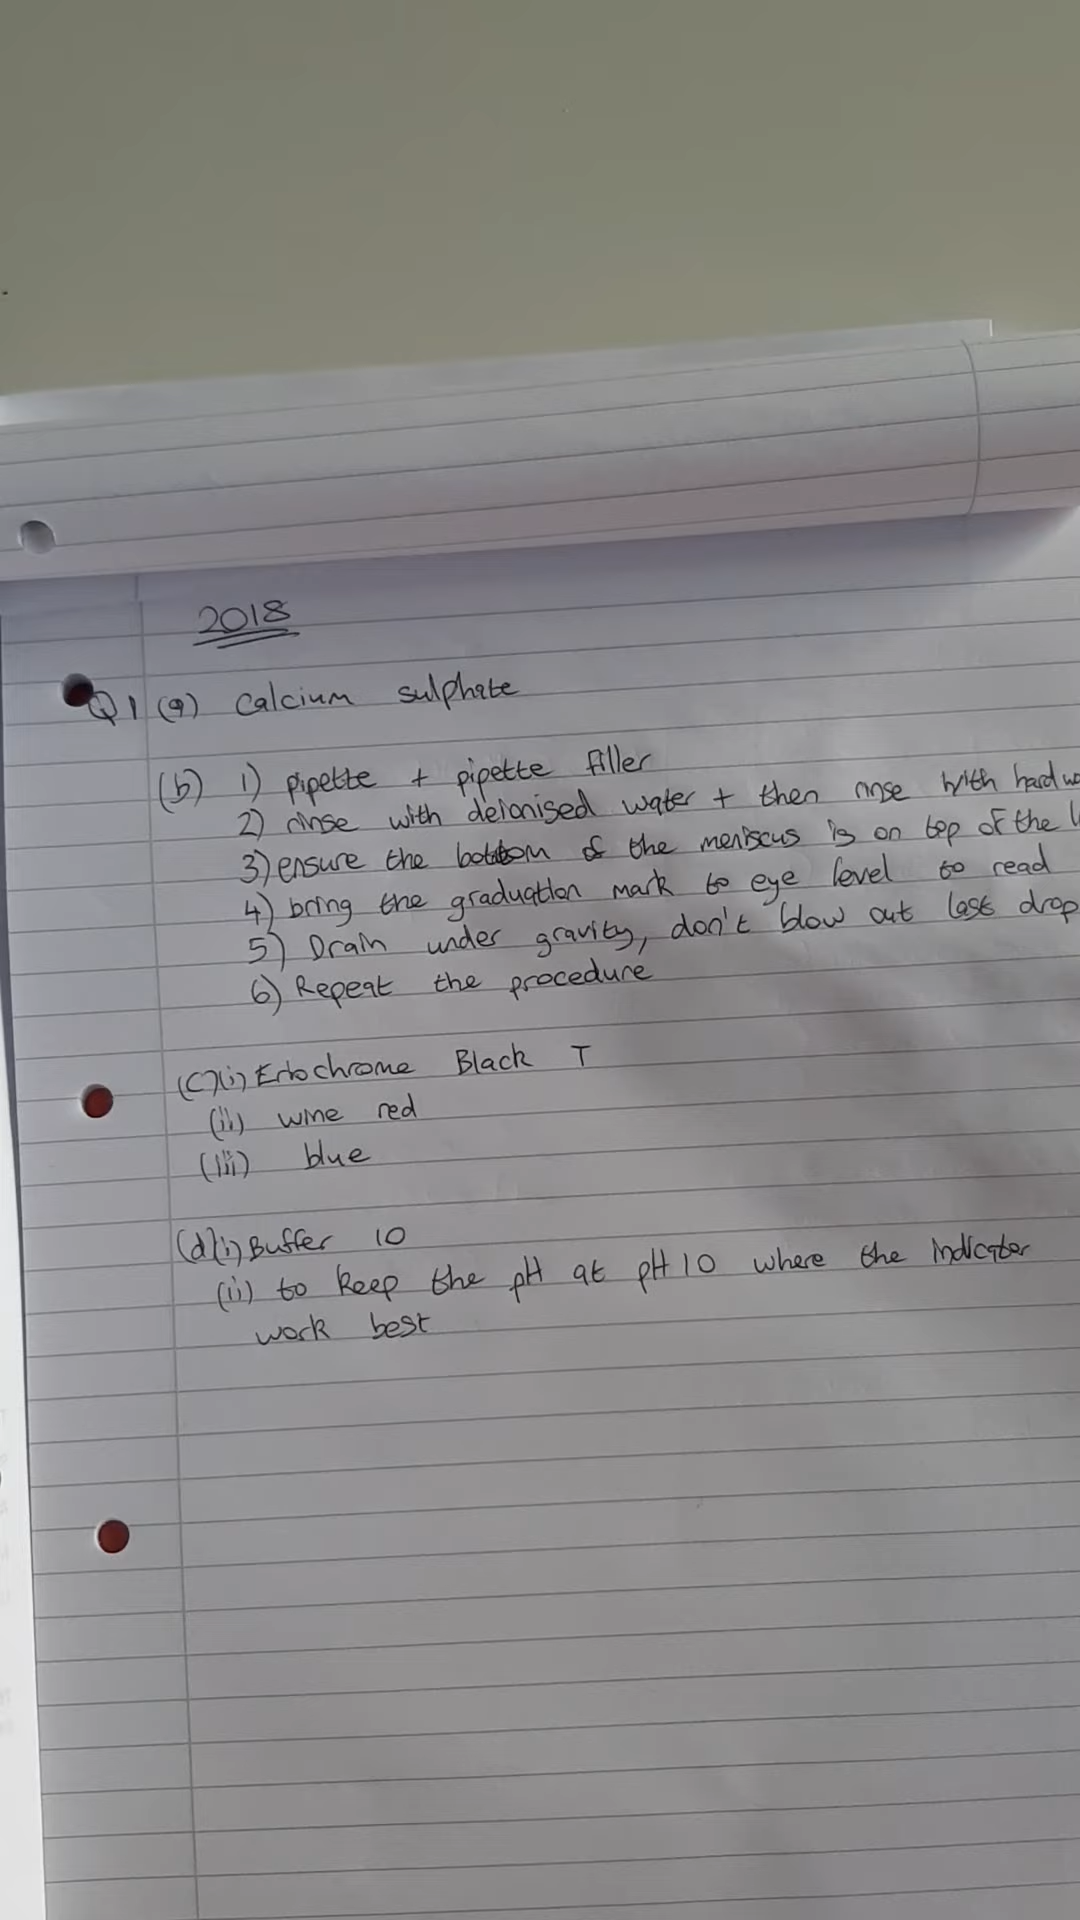 2018
Q1 (a) Calcium sulphate
(b) 1) pipette + pipette filler
2) rinse with deionised water + then rinse with hard
3) ensure the bottom of the meniscus is on top of the
4) bring the graduation mark to eye level to read
5) Drain under gravity, don't blow out last drop
6) Repeat the procedure
(c)(i) Eriochrome Black T
(ii) wine red
(iii) blue
(d)(i) Buffer 10
(ii) to keep the pH at pH 10 where the indicator
work best